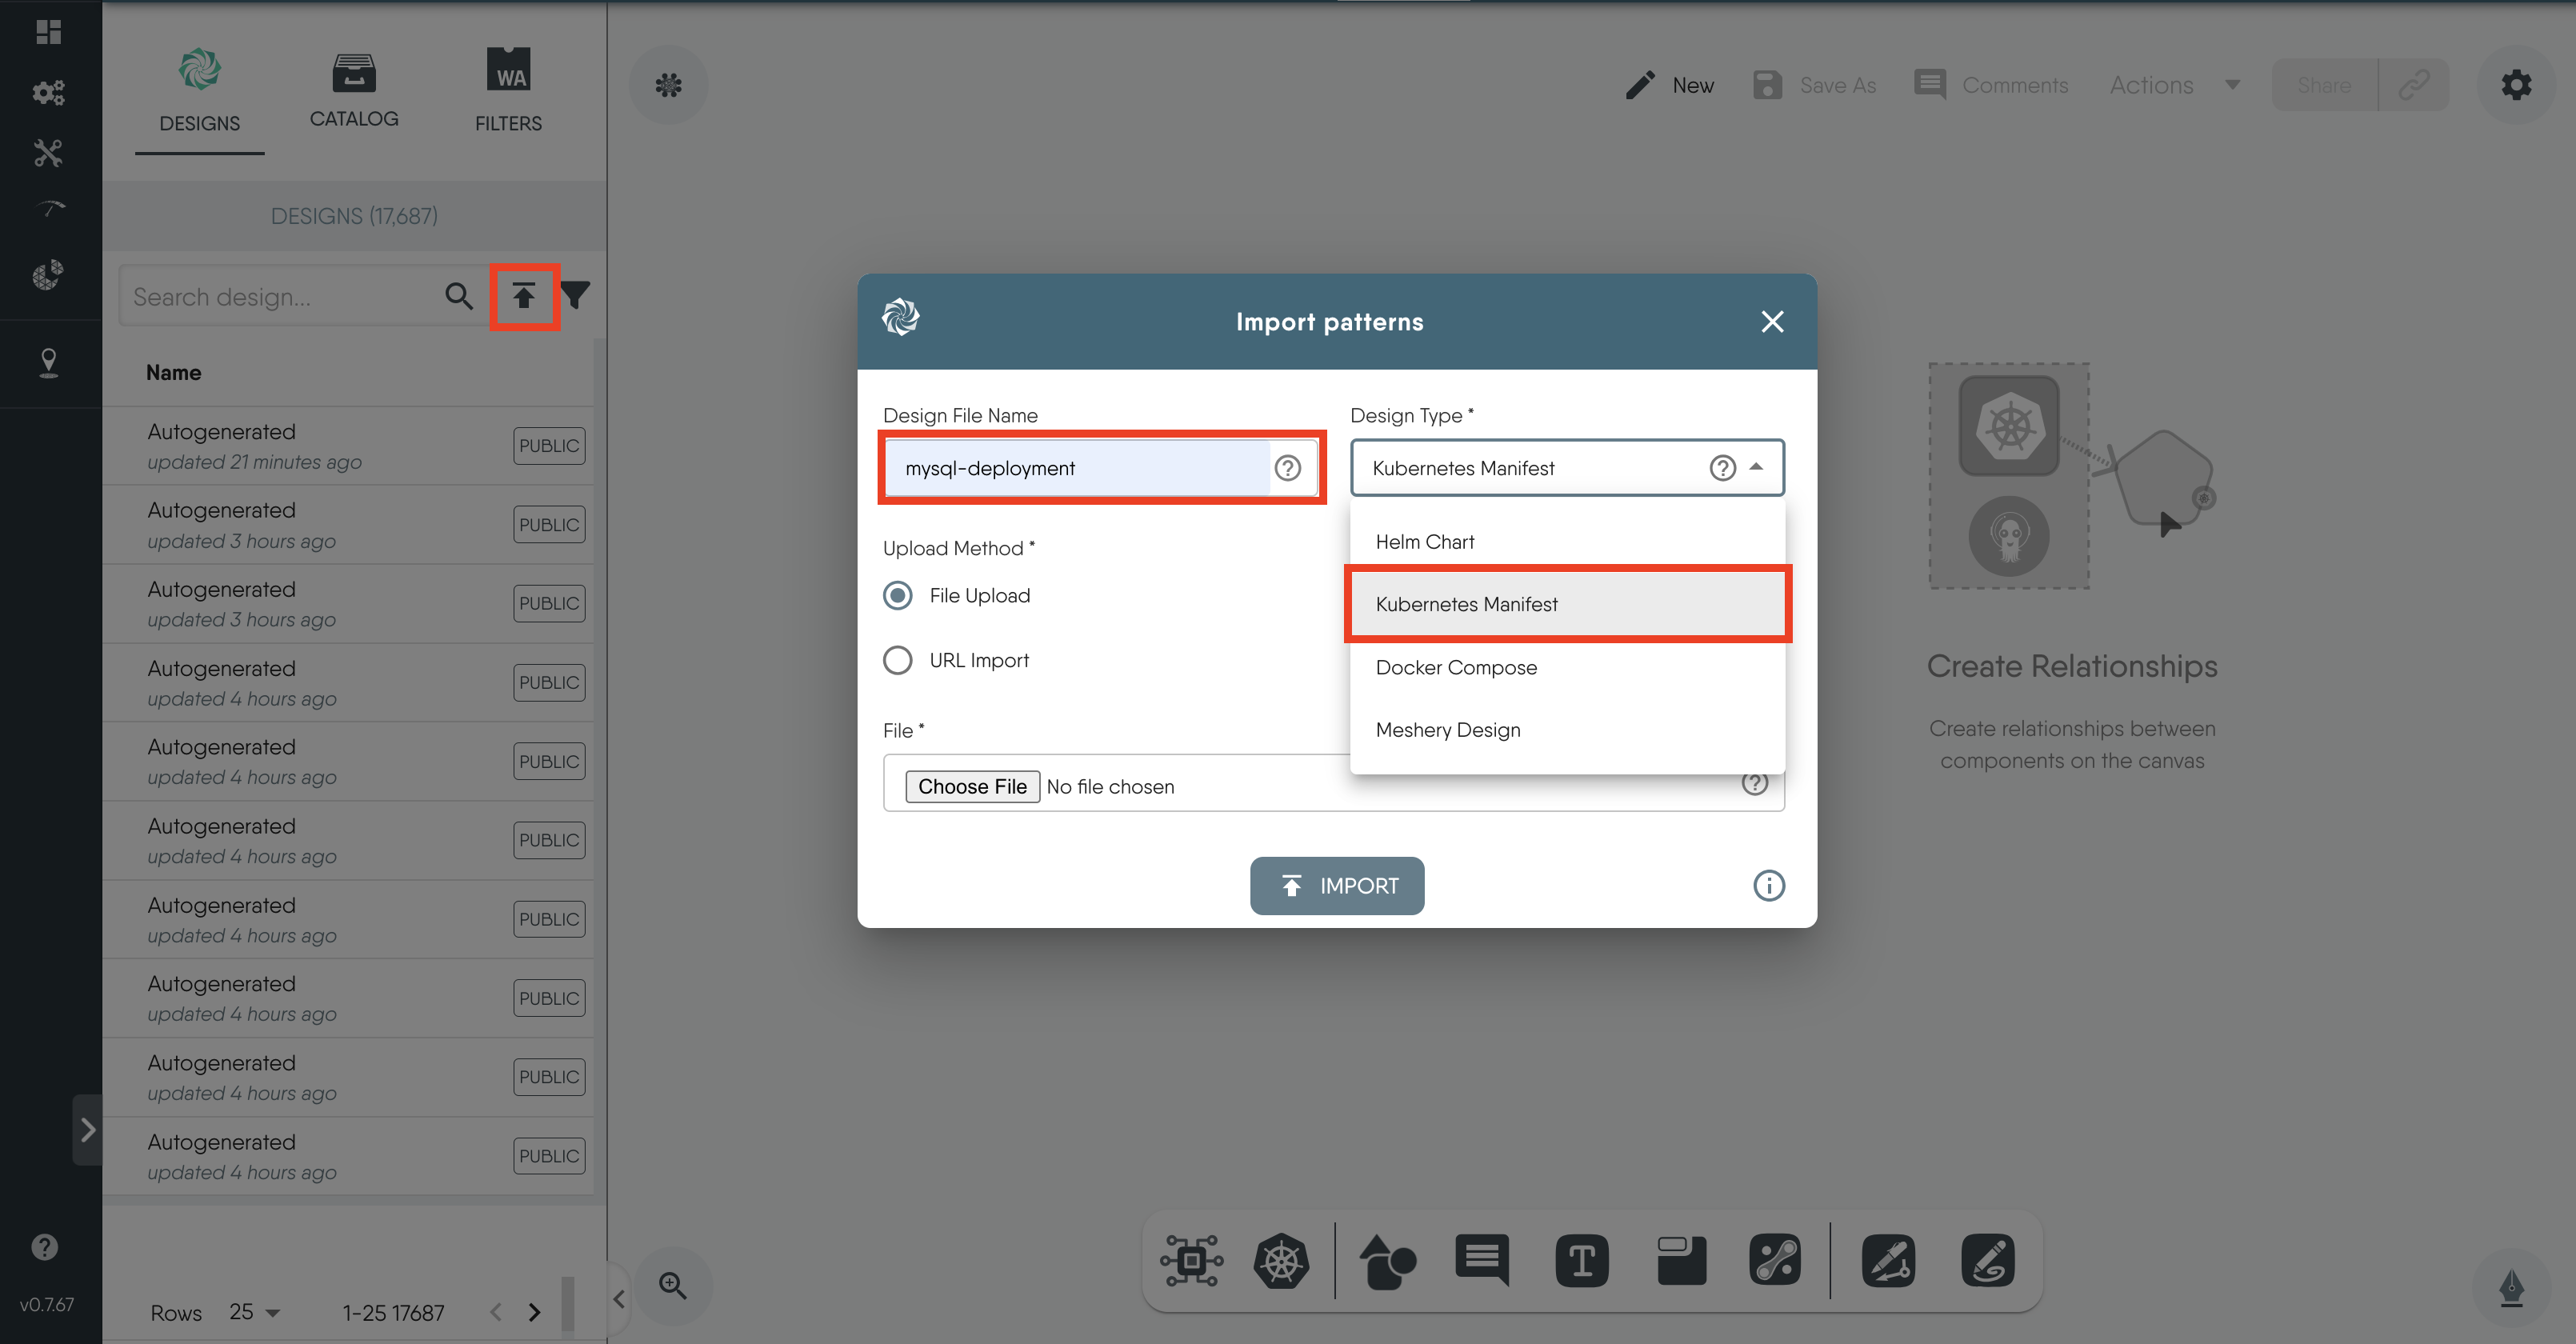 DESIGNS
CATALOG
WA
FILTERS
DESIGNS (17,687)
Search design...
Name
Autogenerated
updated 21 minutes ago
PUBLIC
Autogenerated
updated 3 hours ago
PUBLIC
Autogenerated
updated 3 hours ago
PUBLIC
Autogenerated
updated 4 hours ago
PUBLIC
Autogenerated
updated 4 hours ago
PUBLIC
Autogenerated
updated 4 hours ago
PUBLIC
Autogenerated
updated 4 hours ago
PUBLIC
Autogenerated
updated 4 hours ago
PUBLIC
Autogenerated
updated 4 hours ago
PUBLIC
Autogenerated
updated 4 hours ago
PUBLIC
v0.7.67
Rows 25 1-25 17687
New Save As Comments Actions Share
Import patterns
Design File Name
mysql-deployment
Design Type *
Kubernetes Manifest
Helm Chart
Kubernetes Manifest
Docker Compose
Meshery Design
Upload Method *
File Upload
URL Import
File *
Choose File No file chosen
IMPORT
Create Relationships
Create relationships between
components on the canvas
T